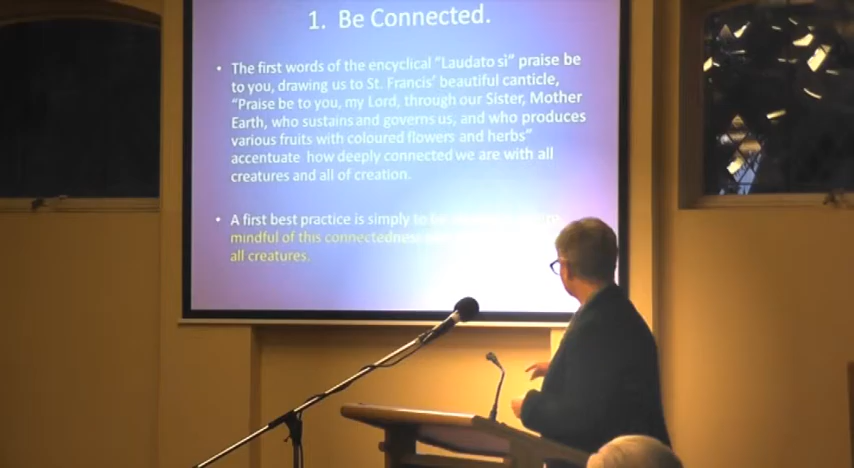 1. Be Connected.
• The first words of the encyclical "Laudato sì" praise be
to you, drawing us to St. Francis' beautiful canticle,
"Praise be to you, my Lord, through our Sister, Mother
Earth, who sustains and governs us, and who produces
various fruits with coloured flowers and herbs"
accentuate how deeply connected we are with all
creatures and all of creation.
• A first best practice is simply to
mindful of this connectedness
all creatures.